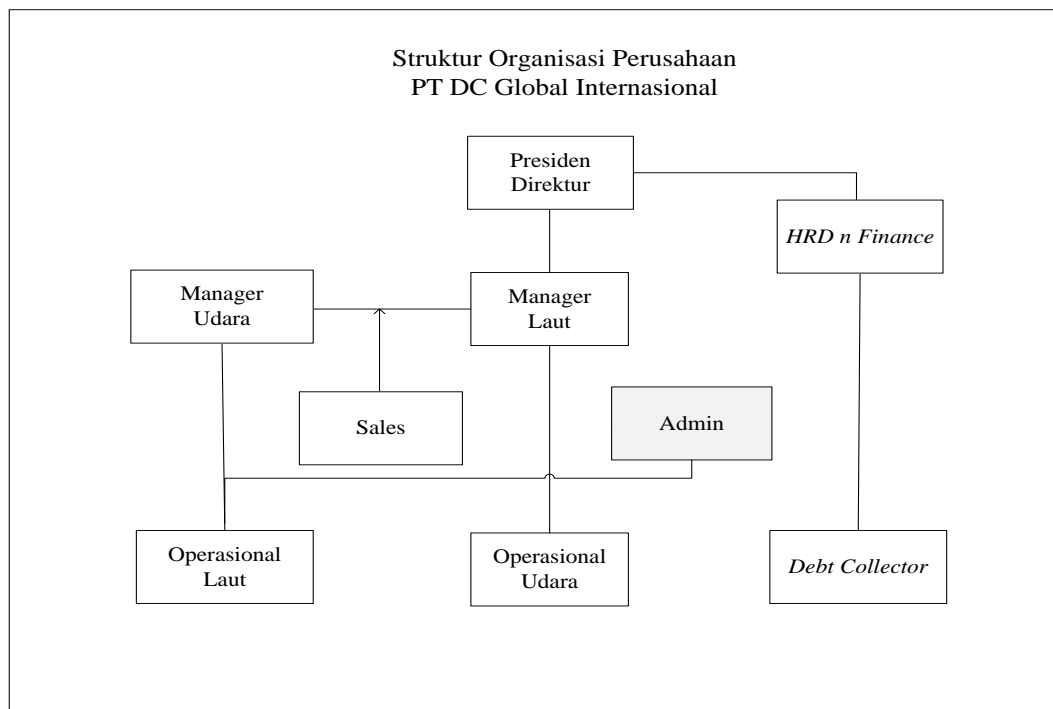 Struktur Organisasi Perusahaan
PT DC Global Internasional
Presiden
Direktur
HRD n Finance
Manager
Udara
Manager
Laut
Sales
Admin
Operasional
Laut
Operasional
Udara
Debt Collector